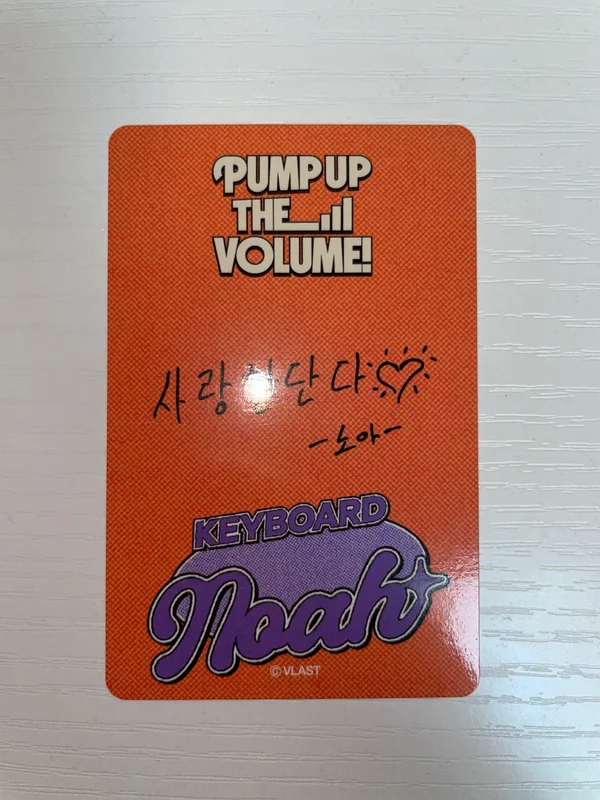 PUMP UP
THE
VOLUME!
사랑한단다♡
-노아-
KEYBOARD
Noah
©VLAST